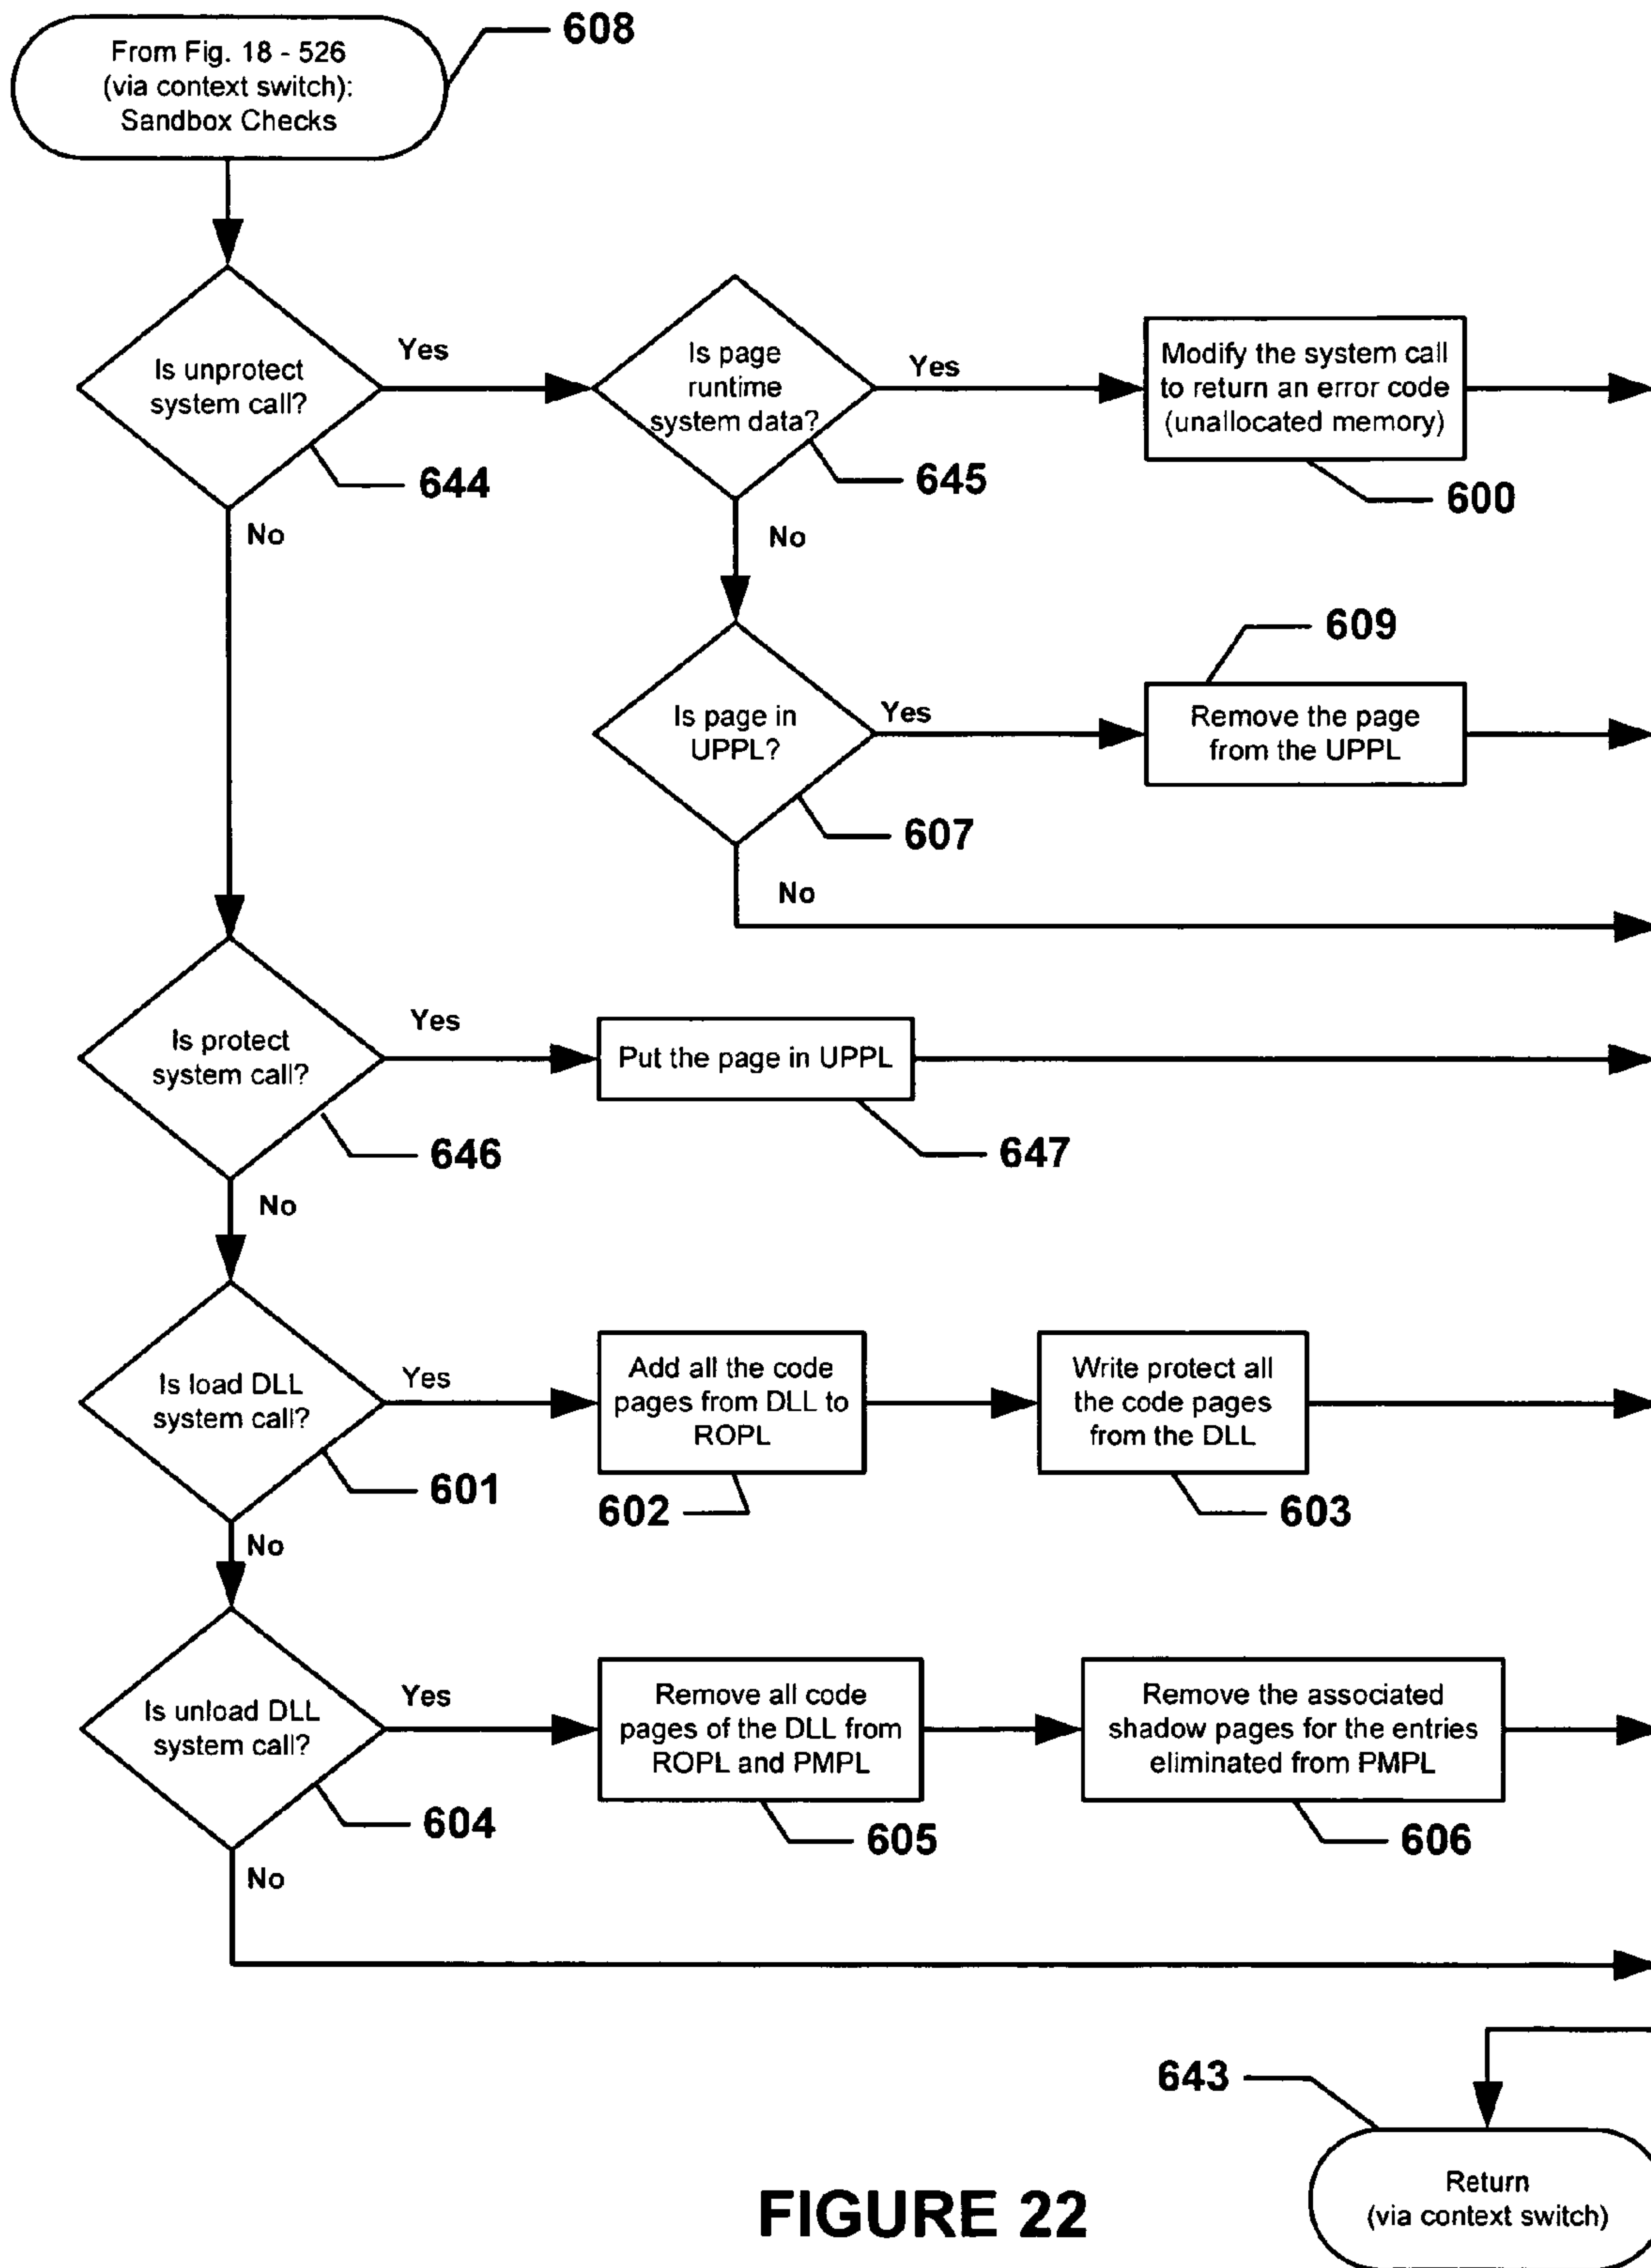 From Fig. 18 - 526
(via context switch):
Sandbox Checks
608
Is unprotect
system call?
Yes
644
No
Is page
runtime
system data?
Yes
645
No
Modify the system call
to return an error code
(unallocated memory)
600
Is page in
UPPL?
Yes
607
No
609
Remove the page
from the UPPL
Is protect
system call?
Yes
646
No
Put the page in UPPL
647
Is load DLL
system call?
Yes
601
No
Add all the code
pages from DLL to
ROPL
602
Write protect all
the code pages
from the DLL
603
Is unload DLL
system call?
Yes
604
No
Remove all code
pages of the DLL from
ROPL and PMPL
605
Remove the associated
shadow pages for the entries
eliminated from PMPL
606
643
Return
(via context switch)
FIGURE 22